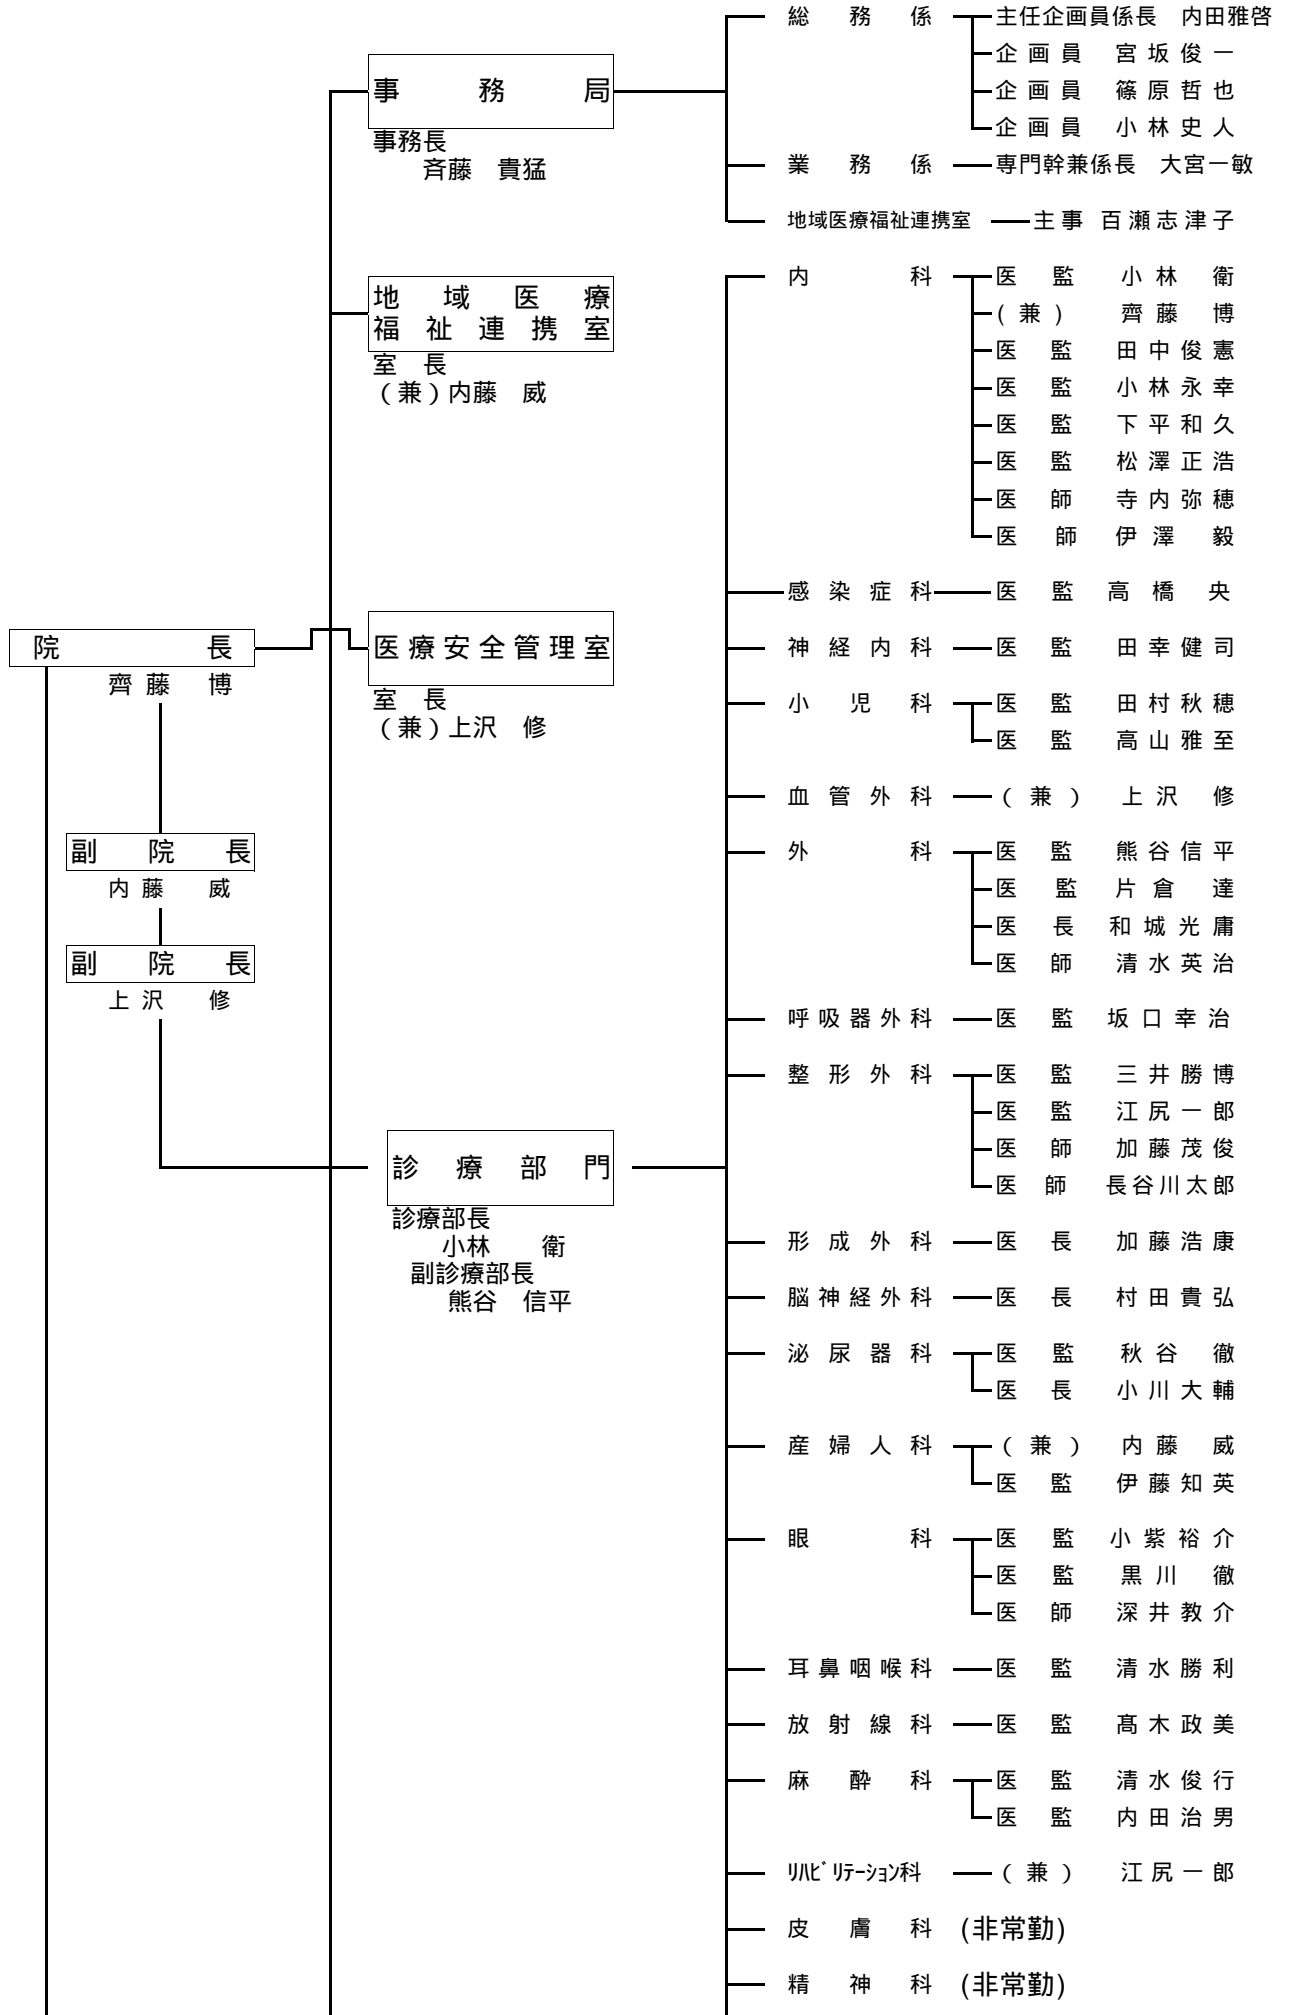 院長
齊藤 博
副院長
内藤 威
副院長
上沢 修
事務局
事務長
斉藤 貴猛
地域医療
福祉連携室
室長
(兼)内藤 威
医療安全管理室
室長
(兼)上沢 修
診療部門
診療部長
小林 衛
副診療部長
熊谷 信平
総務係 主任企画員係長 内田雅啓
企画員 宮坂俊一
企画員 篠原哲也
企画員 小林史人
業務係 専門幹兼係長 大宮一敏
地域医療福祉連携室 主事 百瀬志津子
内科 医監 小林衛
(兼) 齊藤博
医監 田中俊憲
医監 小林永幸
医監 下平和久
医監 松澤正浩
医師 寺内弥穂
医師 伊澤毅
感染症科 医監 高橋央
神経内科 医監 田幸健司
小児科 医監 田村秋穂
医監 高山雅至
血管外科 (兼) 上沢修
外科 医監 熊谷信平
医監 片倉達
医長 和城光庸
医師 清水英治
呼吸器外科 医監 坂口幸治
整形外科 医監 三井勝博
医監 江尻一郎
医師 加藤茂俊
医師 長谷川太郎
形成外科 医長 加藤浩康
脳神経外科 医長 村田貴弘
泌尿器科 医監 秋谷徹
医長 小川大輔
産婦人科 (兼) 内藤威
医監 伊藤知英
眼科 医監 小紫裕介
医監 黒川徹
医師 深井教介
耳鼻咽喉科 医監 清水勝利
放射線科 医監 髙木政美
麻酔科 医監 清水俊行
医監 内田治男
ﾘﾊﾋﾞﾘﾃｰｼｮﾝ科 (兼) 江尻一郎
皮膚科 (非常勤)
精神科 (非常勤)